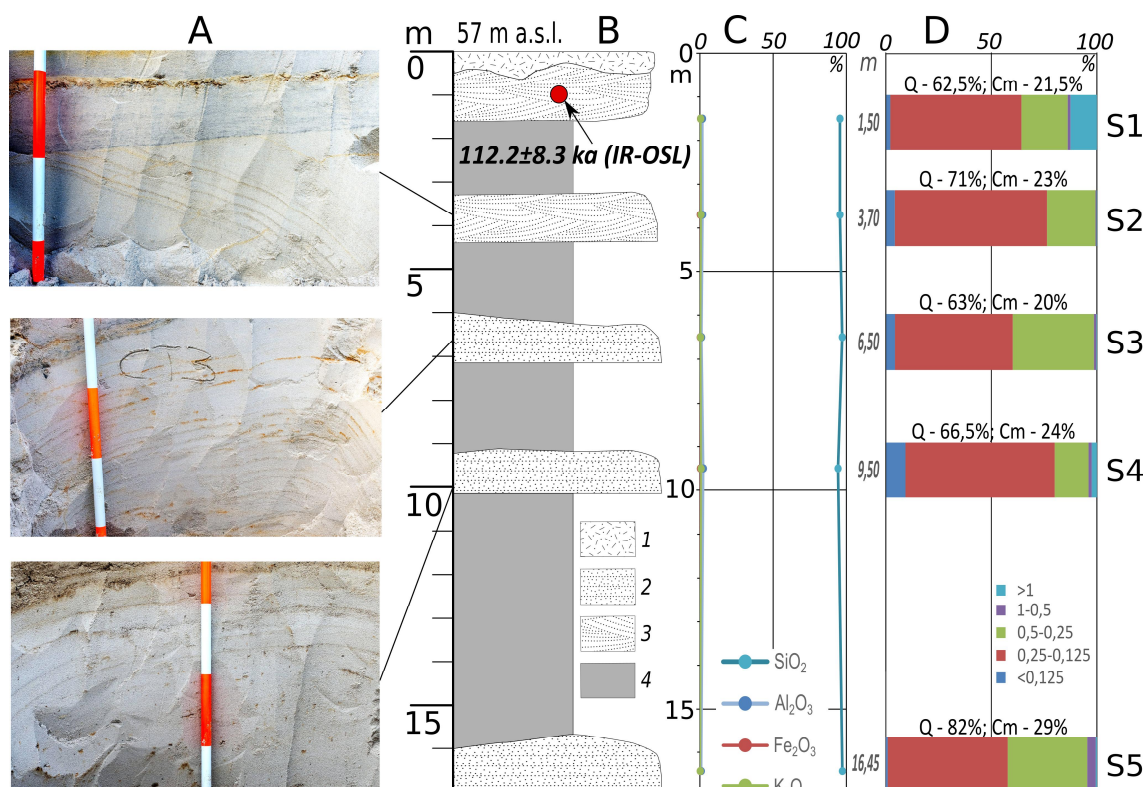 A
m
57 m a.s.l.
B
0
112.2±8.3 ka (IR-OSL)
5
10
15
1
2
3
4
C
0 50 100
0
m
%
5
10
15
SiO₂
Al₂O₃
Fe₂O₃
D
0 50 100
m
%
Q - 62,5%; Cm - 21,5%
1,50
S1
Q - 71%; Cm - 23%
3,70
S2
Q - 63%; Cm - 20%
6,50
S3
Q - 66,5%; Cm - 24%
9,50
S4
>1
1-0,5
0,5-0,25
0,25-0,125
<0,125
Q - 82%; Cm - 29%
16,45
S5